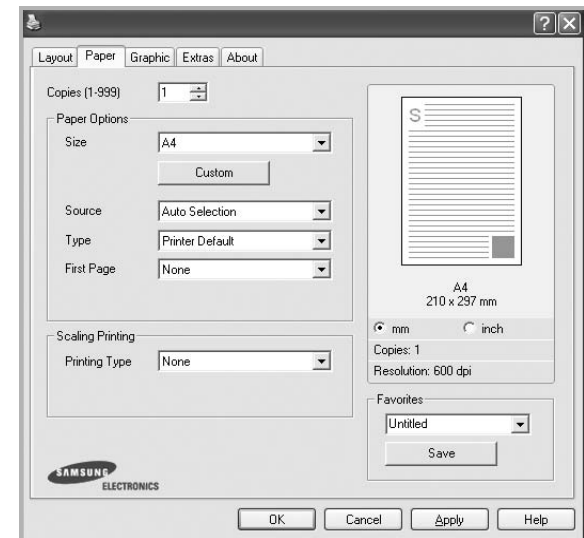 ?
Layout Paper Graphic Extras About
Copies (1-999) 1
Paper Options
Size A4
Custom
Source Auto Selection
Type Printer Default
First Page None
Scaling Printing
Printing Type None
SAMSUNG
ELECTRONICS
S
A4
210 x 297 mm
mm inch
Copies: 1
Resolution: 600 dpi
Favorites
Untitled
Save
OK Cancel Apply Help